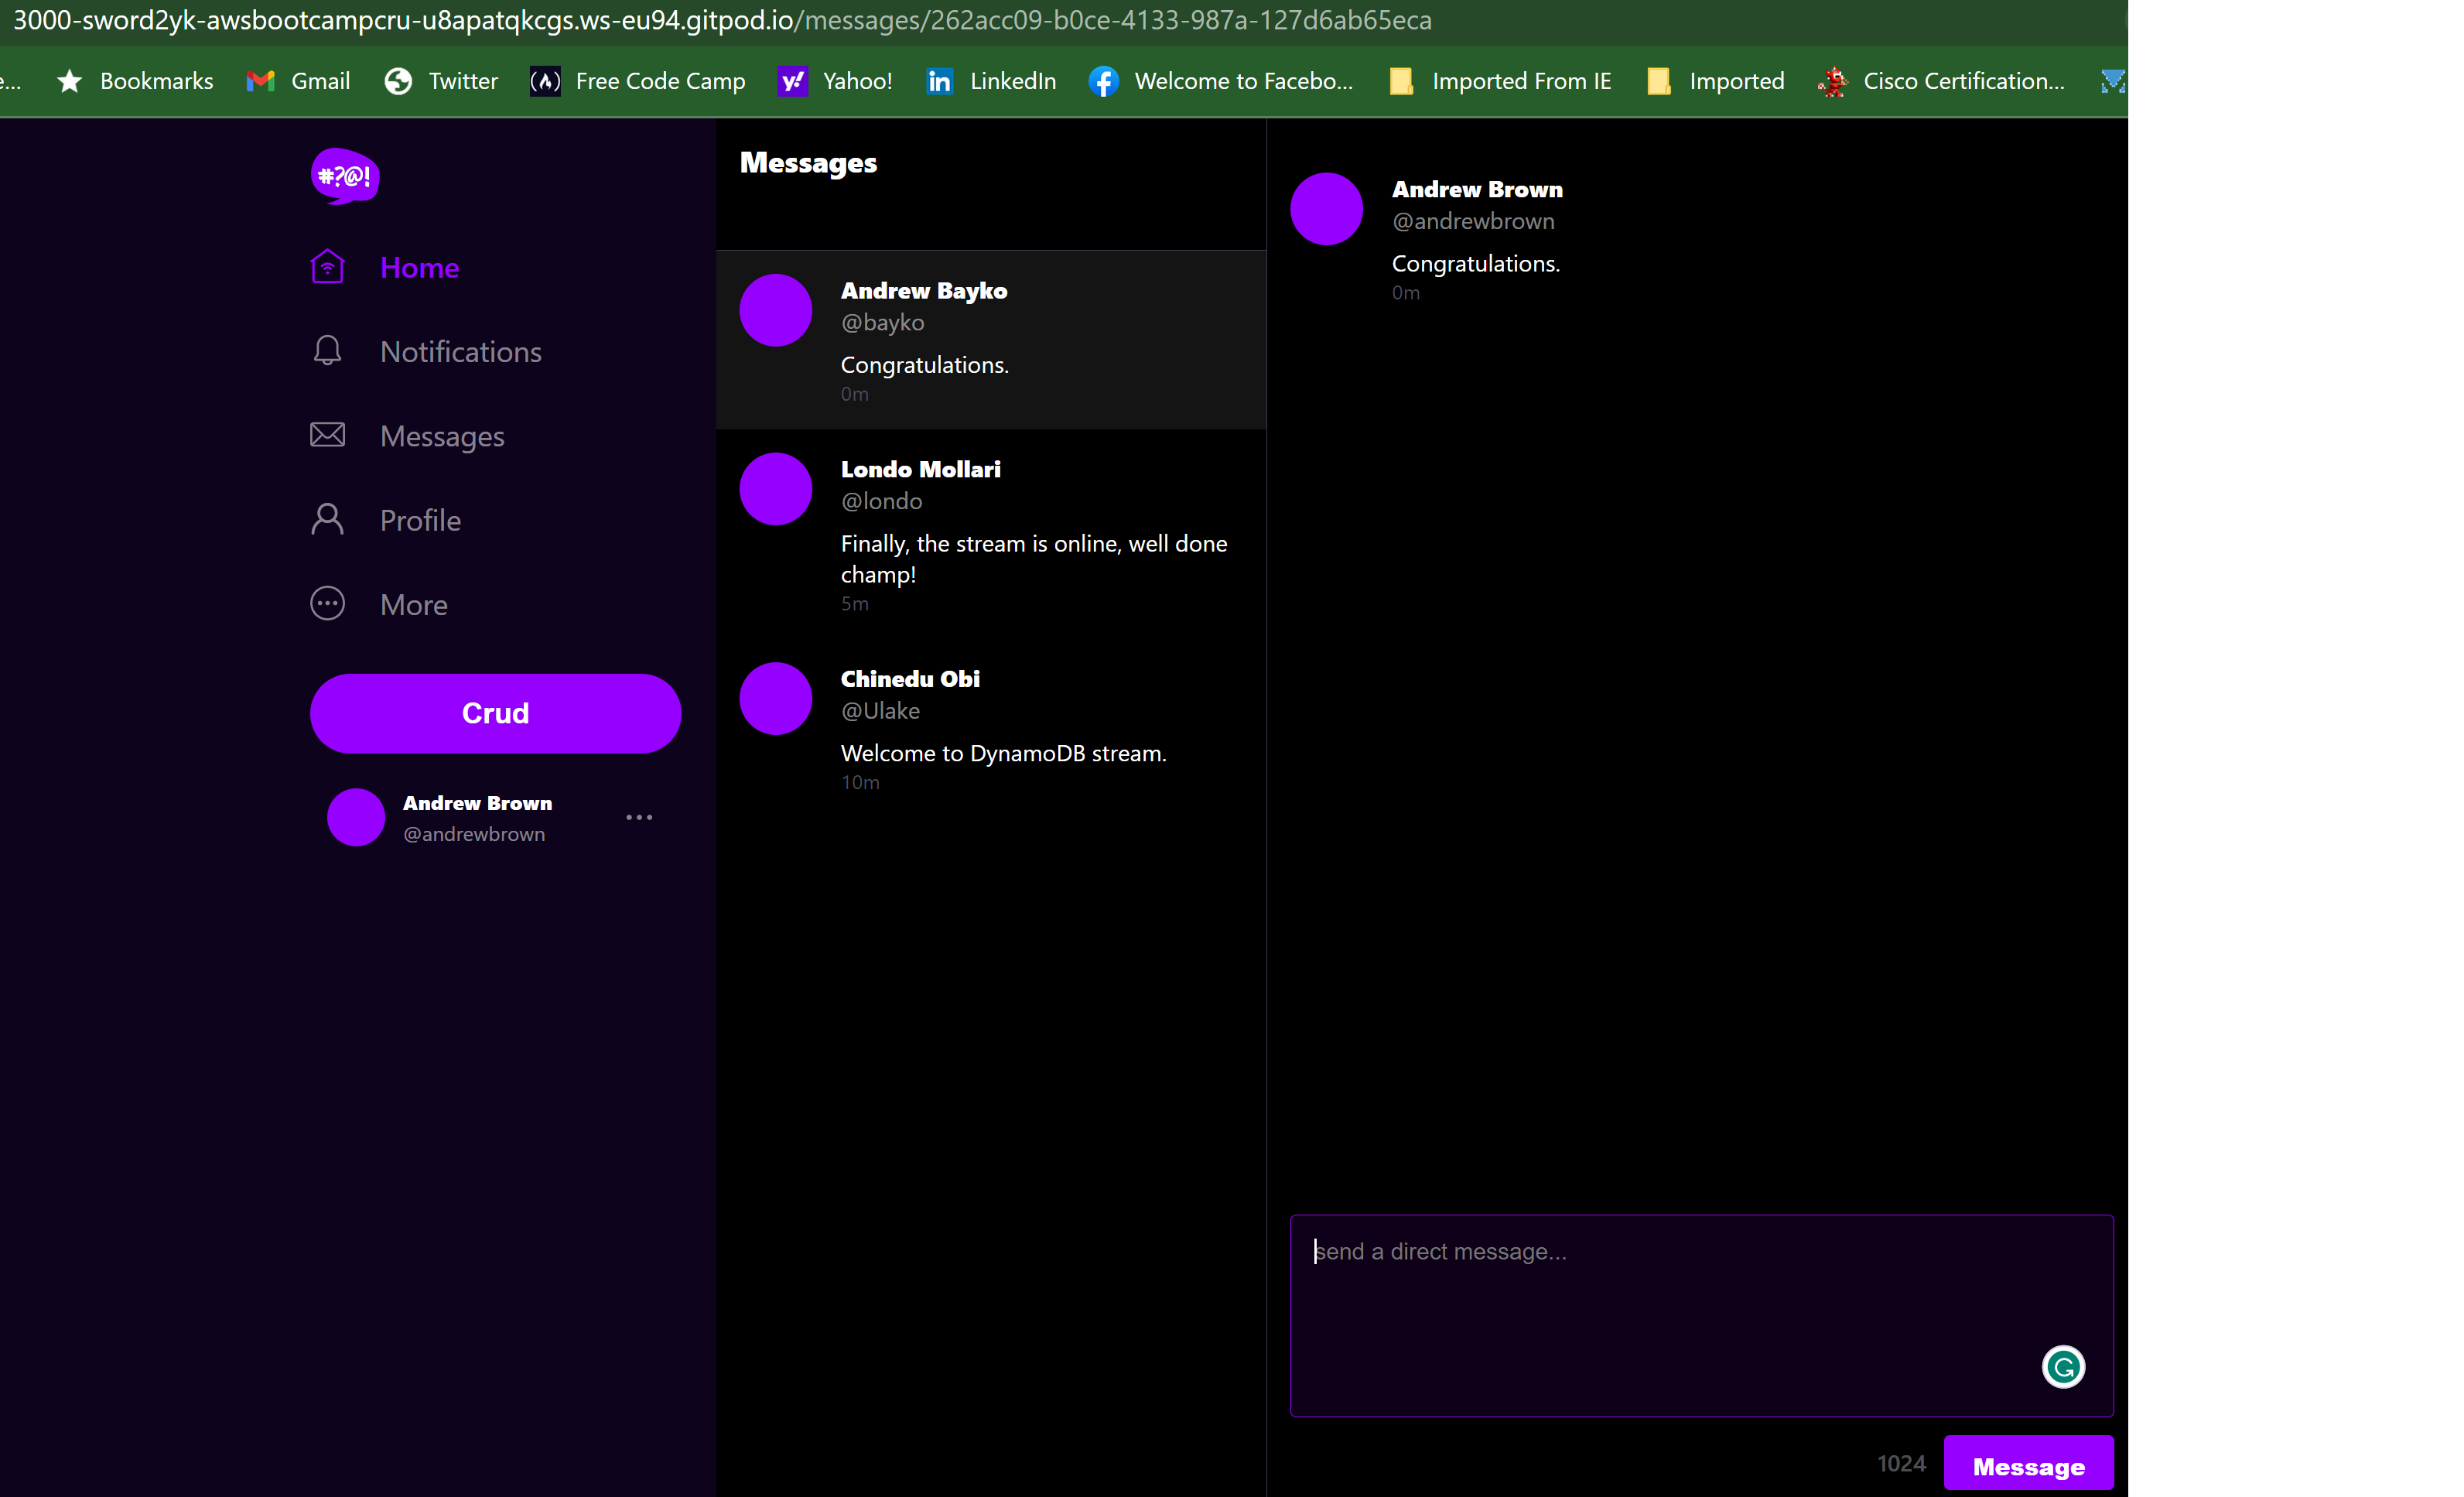 3000-sword2yk-awsbootcampcru-u8apatqkcgs.ws-eu94.gitpod.io/messages/262acc09-b0ce-4133-987a-127d6ab65eca
e... Bookmarks Gmail Twitter Free Code Camp Yahoo! LinkedIn Welcome to Facebo... Imported From IE Imported Cisco Certification...
#?@!
Home
Notifications
Messages
Profile
More
Crud
Andrew Brown
@andrewbrown
Messages
Andrew Bayko
@bayko
Congratulations.
0m
Londo Mollari
@londo
Finally, the stream is online, well done
champ!
5m
Chinedu Obi
@Ulake
Welcome to DynamoDB stream.
10m
Andrew Brown
@andrewbrown
Congratulations.
0m
send a direct message...
1024
Message